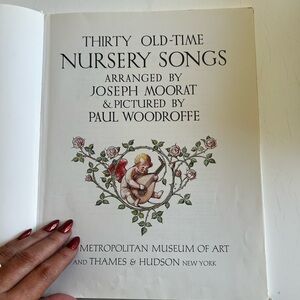 THIRTY OLD-TIME
NURSERY SONGS
ARRANGED BY
JOSEPH MOORAT
& PICTURED BY
PAUL WOODROFFE
METROPOLITAN MUSEUM OF ART
AND THAMES & HUDSON NEW YORK